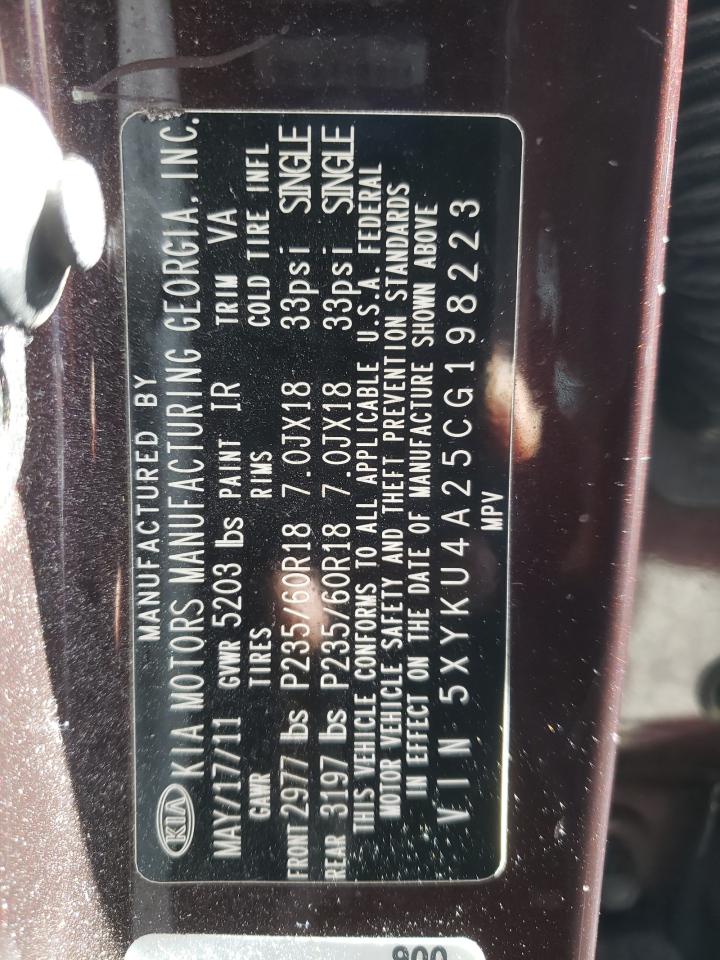 MANUFACTURED BY
KIA KIA MOTORS MANUFACTURING GEORGIA, INC.
MAY/17/11 GVWR 5203 lbs PAINT IR TRIM VA
GAWR TIRES RIMS COLD TIRE INFL
FRONT 2977 lbs P235/60R18 7.0JX18 33psi SINGLE
REAR 3197 lbs P235/60R18 7.0JX18 33psi SINGLE
THIS VEHICLE CONFORMS TO ALL APPLICABLE U.S.A. FEDERAL
MOTOR VEHICLE SAFETY AND THEFT PREVENTION STANDARDS
IN EFFECT ON THE DATE OF MANUFACTURE SHOWN ABOVE
VIN 5XYKU4A25CG198223
MPV